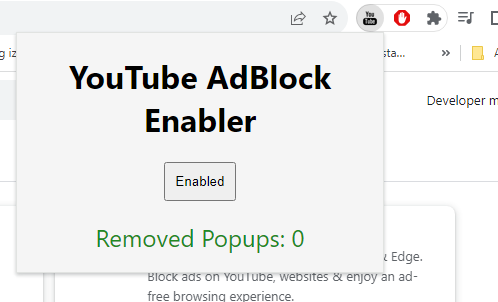 You
Tube
g iz
sta...
»
A
YouTube AdBlock
Enabler
Developer m
Enabled
Removed Popups: 0
& Edge.
Block ads on YouTube, websites & enjoy an ad-
free browsing experience.